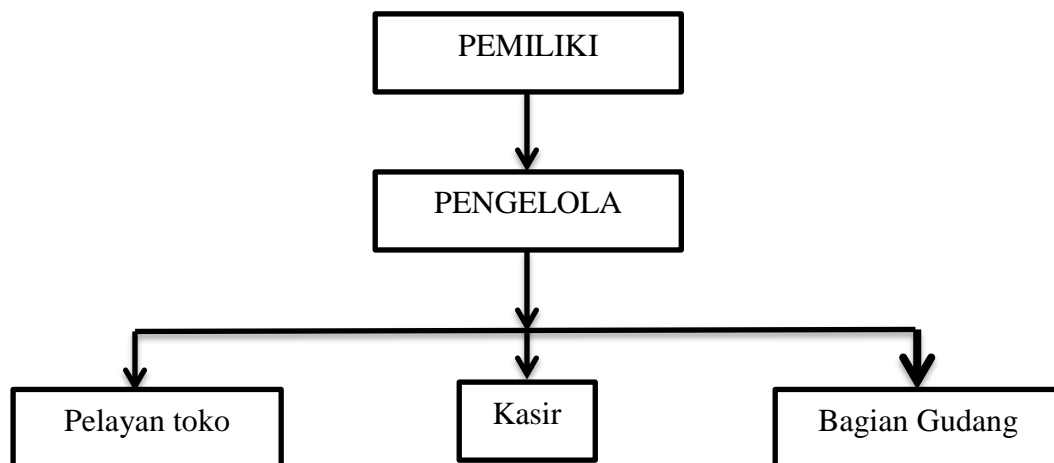 PEMILIKI
PENGELOLA
Pelayan toko
Kasir
Bagian Gudang